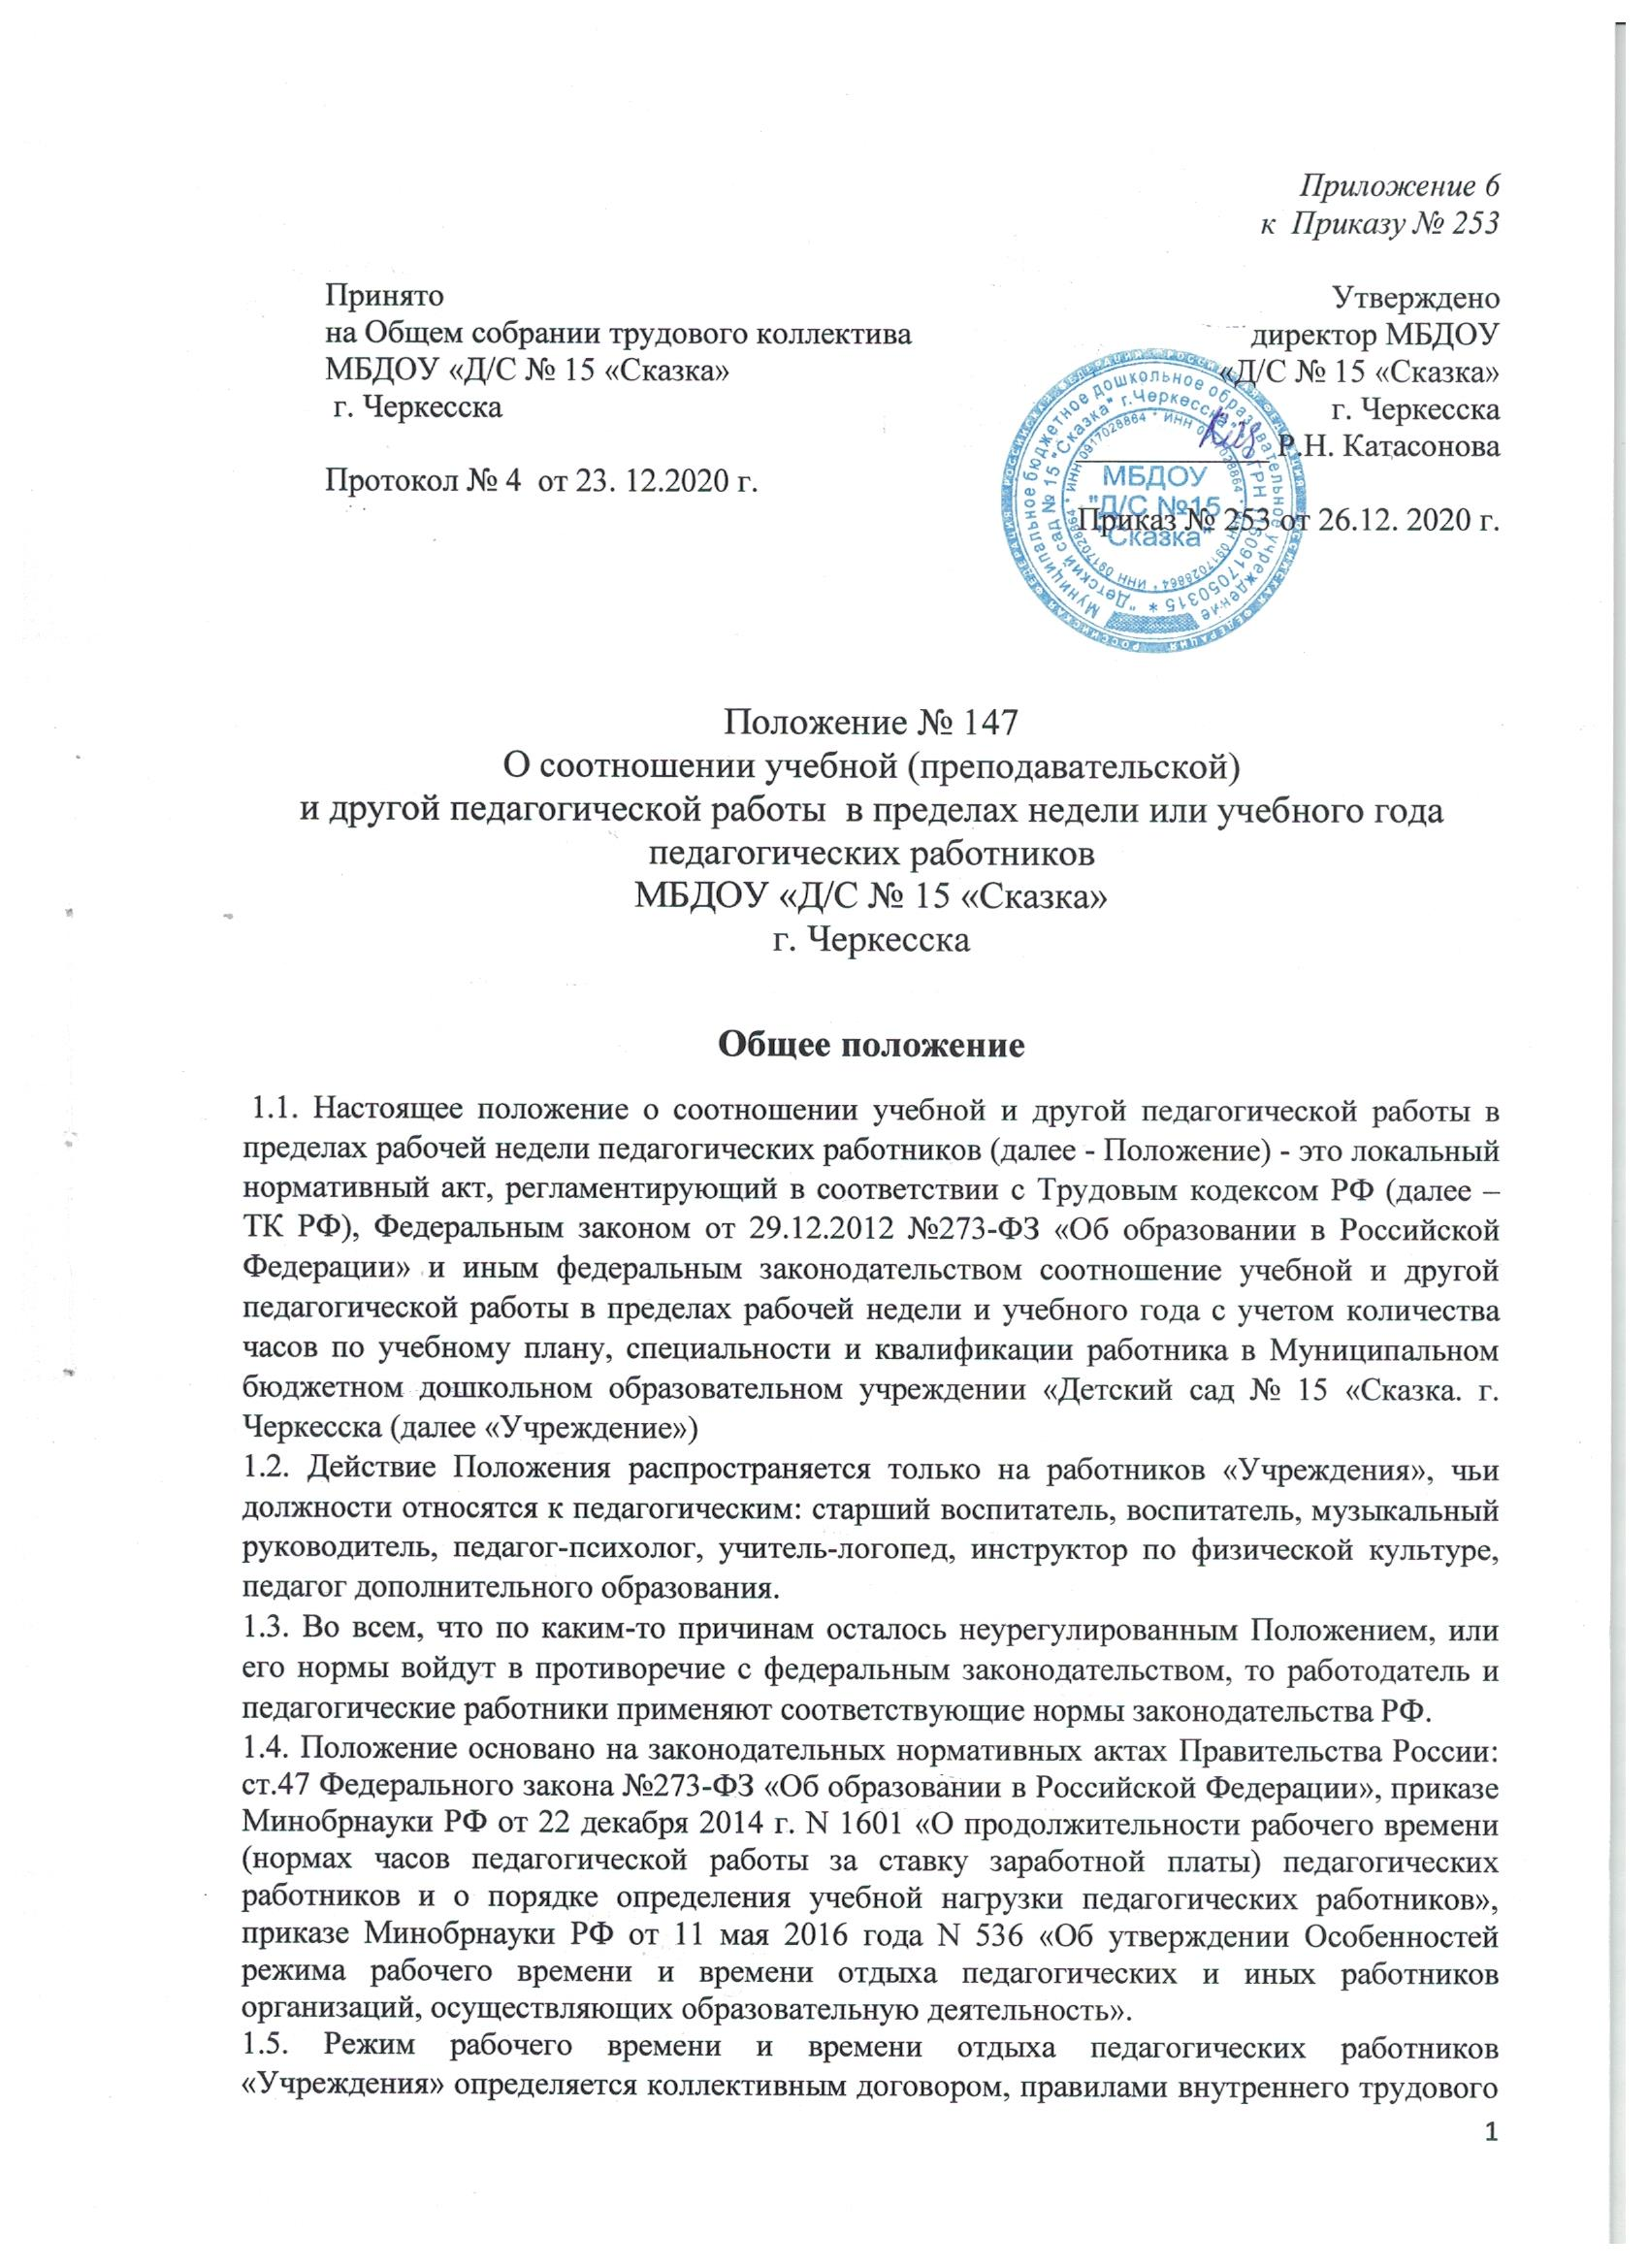 Приложение 6
к Приказу № 253
Принято
на Общем собрании трудового коллектива
МБДОУ «Д/С № 15 «Сказка»
г. Черкесска
Протокол № 4 от 23. 12.2020 г.
Утверждено
директор МБДОУ
«Д/С № 15 «Сказка»
г. Черкесска
Р.Н. Катасонова
Приказ № 253 от 26.12. 2020 г.
Муниципальное бюджетное дошкольное образовательное учреждение
"Детский сад № 15 "Сказка" г.Черкесска
ИНН 0917028864
МБДОУ
"Д/С №15
"Сказка"
Положение № 147
О соотношении учебной (преподавательской)
и другой педагогической работы в пределах недели или учебного года
педагогических работников
МБДОУ «Д/С № 15 «Сказка»
г. Черкесска
Общее положение
1.1. Настоящее положение о соотношении учебной и другой педагогической работы в
пределах рабочей недели педагогических работников (далее - Положение) - это локальный
нормативный акт, регламентирующий в соответствии с Трудовым кодексом РФ (далее –
ТК РФ), Федеральным законом от 29.12.2012 №273-ФЗ «Об образовании в Российской
Федерации» и иным федеральным законодательством соотношение учебной и другой
педагогической работы в пределах рабочей недели и учебного года с учетом количества
часов по учебному плану, специальности и квалификации работника в Муниципальном
бюджетном дошкольном образовательном учреждении «Детский сад № 15 «Сказка. г.
Черкесска (далее «Учреждение»)
1.2. Действие Положения распространяется только на работников «Учреждения», чьи
должности относятся к педагогическим: старший воспитатель, воспитатель, музыкальный
руководитель, педагог-психолог, учитель-логопед, инструктор по физической культуре,
педагог дополнительного образования.
1.3. Во всем, что по каким-то причинам осталось неурегулированным Положением, или
его нормы войдут в противоречие с федеральным законодательством, то работодатель и
педагогические работники применяют соответствующие нормы законодательства РФ.
1.4. Положение основано на законодательных нормативных актах Правительства России:
ст.47 Федерального закона №273-ФЗ «Об образовании в Российской Федерации», приказе
Минобрнауки РФ от 22 декабря 2014 г. N 1601 «О продолжительности рабочего времени
(нормах часов педагогической работы за ставку заработной платы) педагогических
работников и о порядке определения учебной нагрузки педагогических работников»,
приказе Минобрнауки РФ от 11 мая 2016 года N 536 «Об утверждении Особенностей
режима рабочего времени и времени отдыха педагогических и иных работников
организаций, осуществляющих образовательную деятельность».
1.5. Режим рабочего времени и времени отдыха педагогических работников
«Учреждения» определяется коллективным договором, правилами внутреннего трудового
1